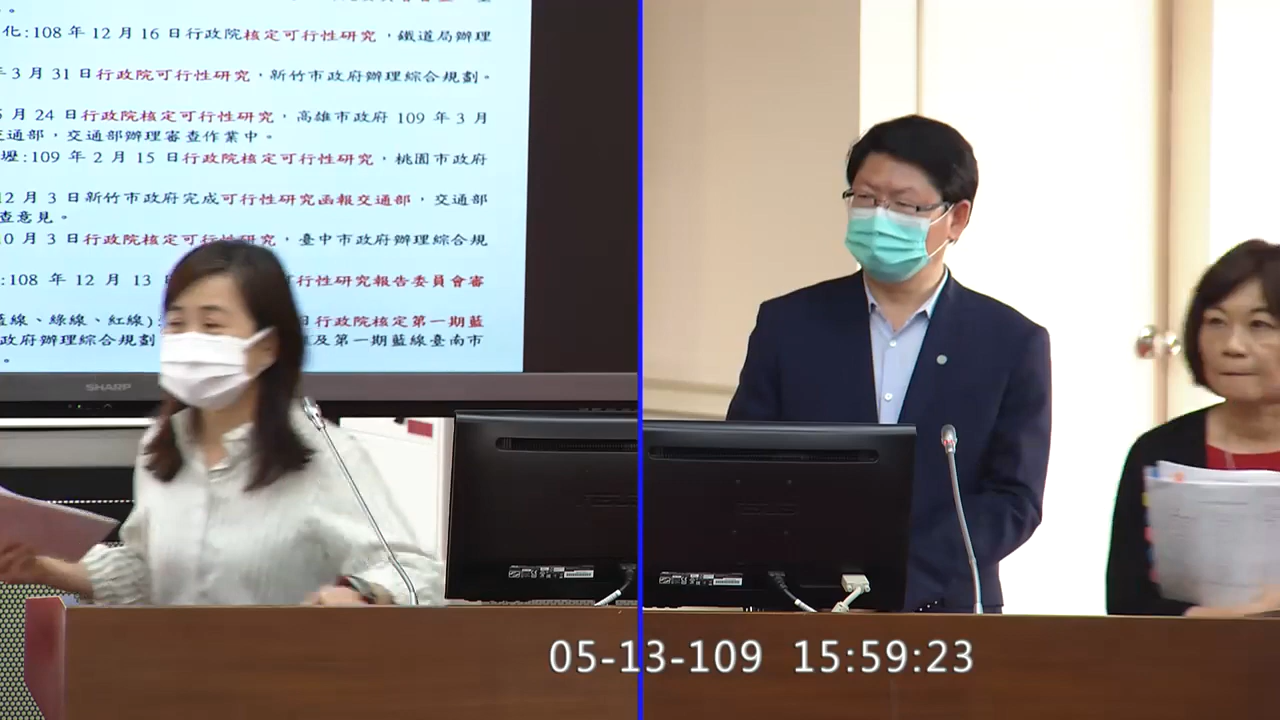 化:108 年 12 月 16 日行政院核定可行性研究，鐵道局辦理
年 3 月 31 日行政院可行性研究，新竹市政府辦理綜合規劃。
月 24 日行政院核定可行性研究，高雄市政府 109 年 3 月
交通部，交通部辦理審查作業中。
壢:109 年 2 月 15 日行政院核定可行性研究，桃園市政府
12 月 3 日新竹市政府完成可行性研究函報交通部，交通部
查意見。
0 月 3 日行政院核定可行性研究，臺中市政府辦理綜合規
:108 年 12 月 13
可行性研究報告委員會審
藍線、綠線、紅線):
日行政院核定第一期藍
政府辦理綜合規劃
及第一期藍線臺南市
SHARP
05-13-109 15:59:23